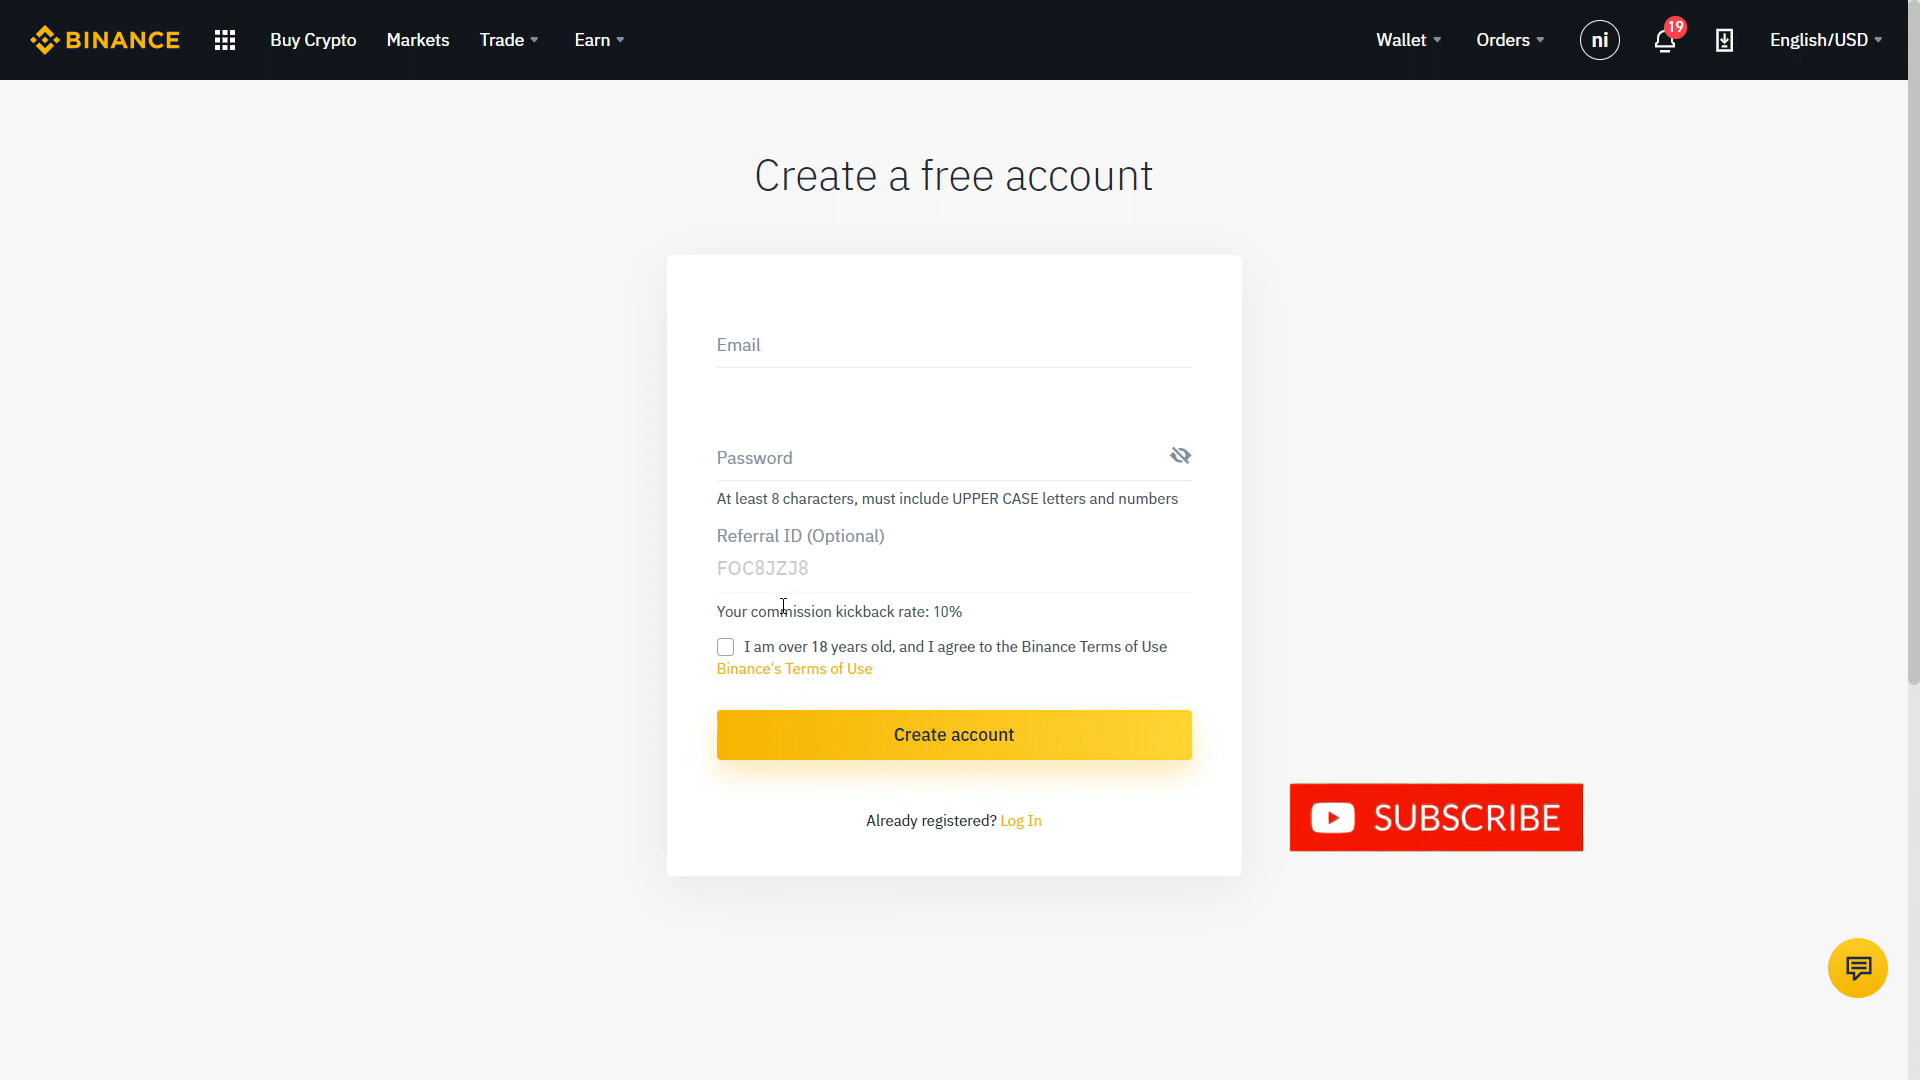 BINANCE
Buy Crypto
Markets
Trade
Earn
Wallet
Orders
ni
19
English/USD
Create a free account
Email
Password
At least 8 characters, must include UPPER CASE letters and numbers
Referral ID (Optional)
FOC8JZJ8
Your commission kickback rate: 10%
I am over 18 years old, and I agree to the Binance Terms of Use
Binance's Terms of Use
Create account
Already registered? Log In
SUBSCRIBE